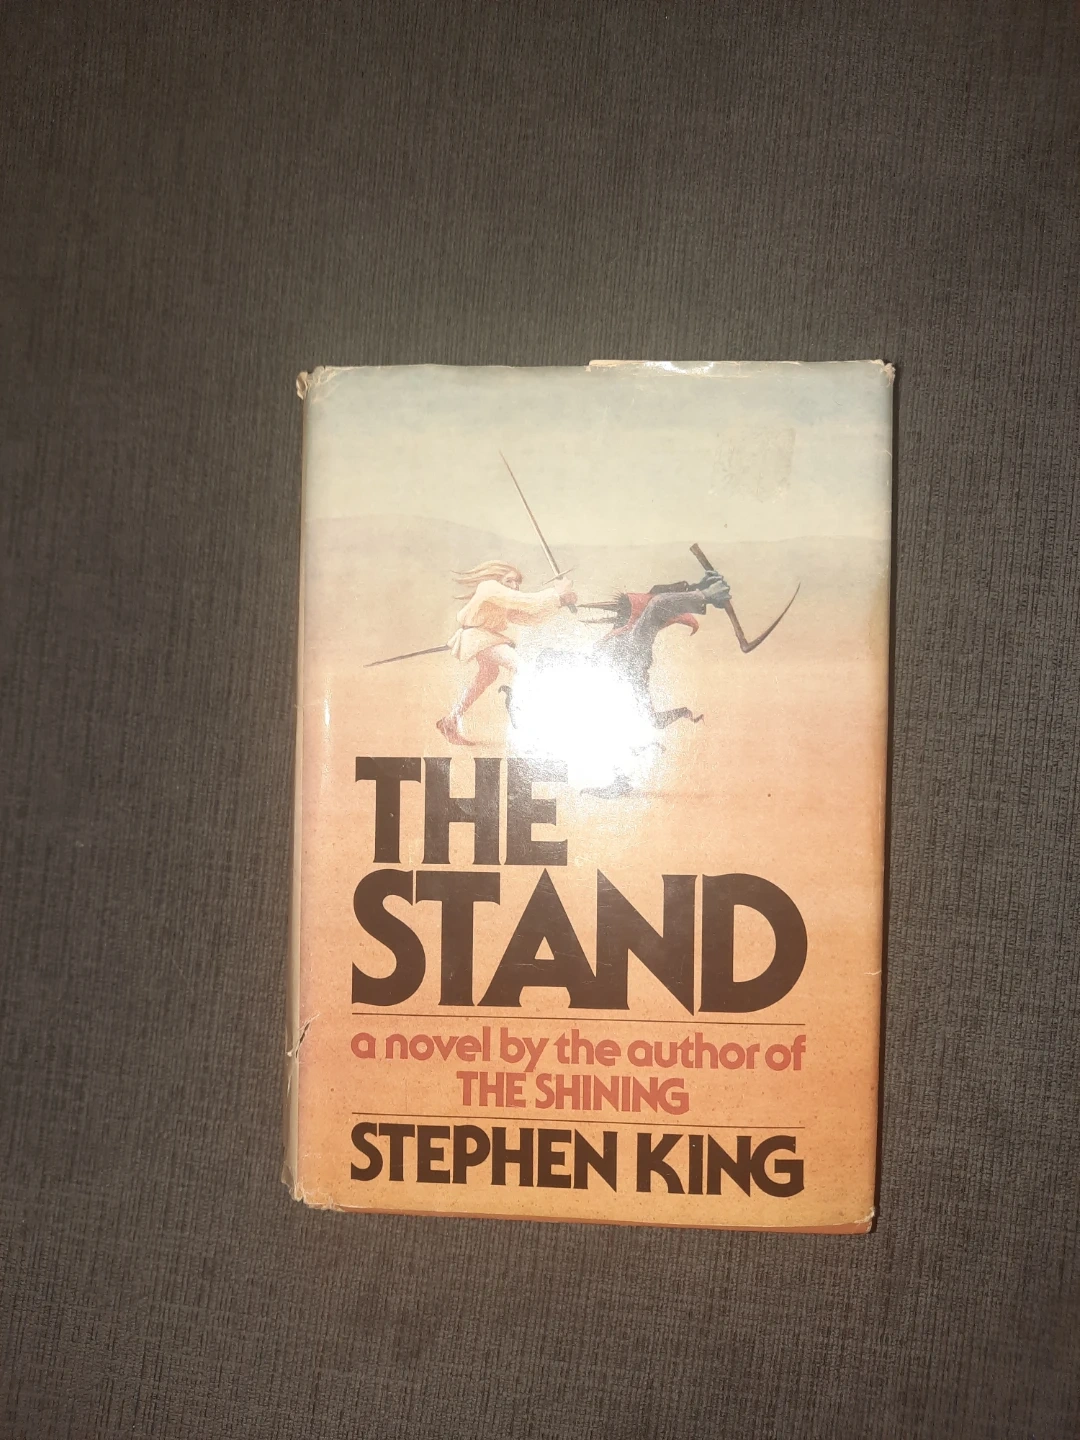 THE
STAND
a novel by the author of
THE SHINING
STEPHEN KING